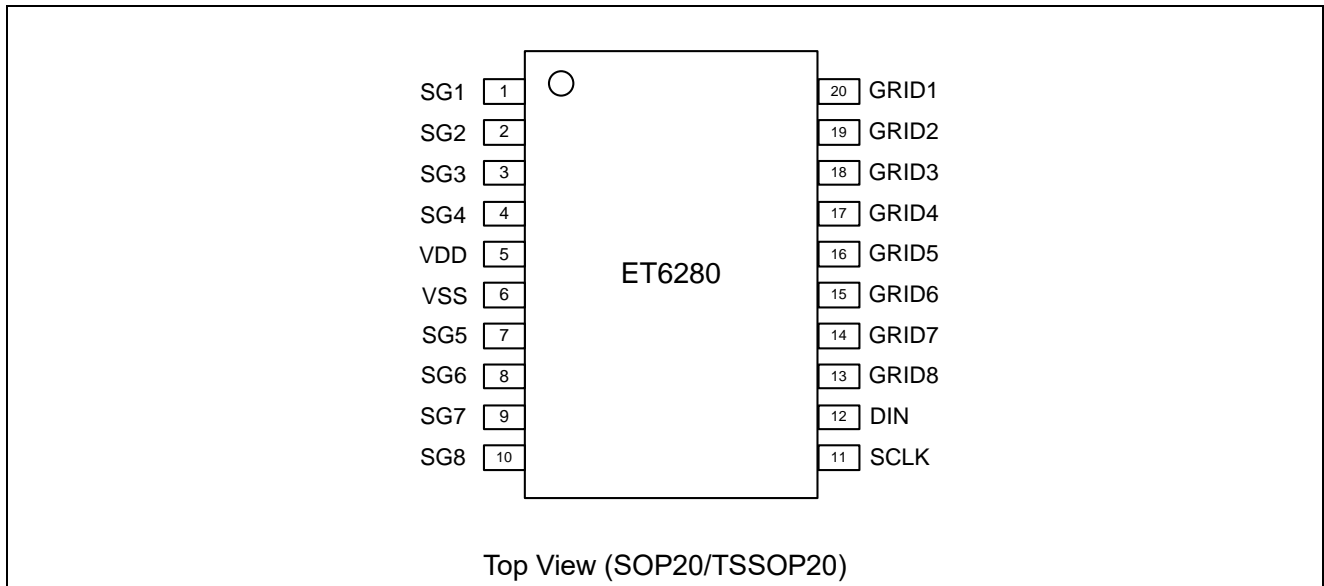 SG1 1 20 GRID1
SG2 2 19 GRID2
SG3 3 18 GRID3
SG4 4 17 GRID4
VDD 5 16 GRID5
ET6280
VSS 6 15 GRID6
SG5 7 14 GRID7
SG6 8 13 GRID8
SG7 9 12 DIN
SG8 10 11 SCLK
Top View (SOP20/TSSOP20)